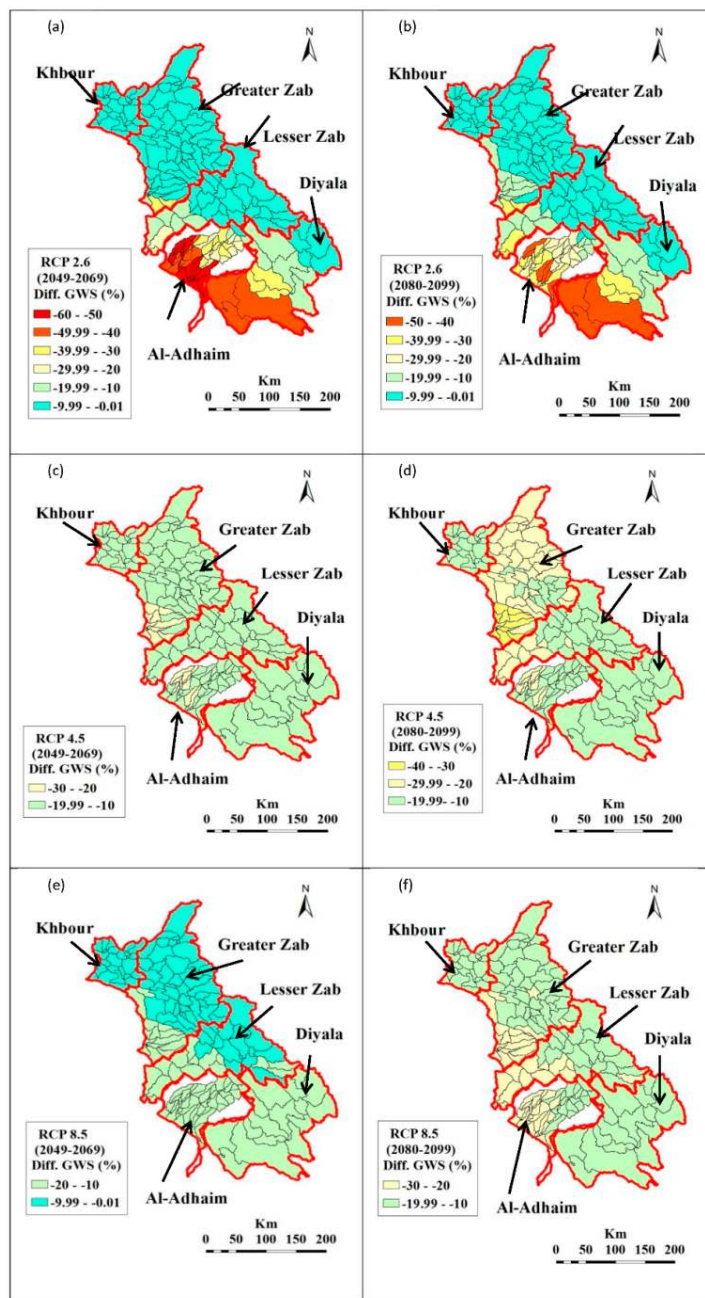 (a)
N
Khbour
Greater Zab
Lesser Zab
Diyala
RCP 2.6
(2049-2069)
Diff. GWS (%)
-60 - -50
-49.99 - -40
-39.99 - -30
-29.99 - -20
-19.99 - -10
-9.99 - -0.01
Al-Adhaim
Km
0 50 100 150 200
(b)
N
Khbour
Greater Zab
Lesser Zab
Diyala
RCP 2.6
(2080-2099)
Diff. GWS (%)
-50 - -40
-39.99 - -30
-29.99 - -20
-19.99 - -10
-9.99 - -0.01
Al-Adhaim
Km
0 50 100 150 200
(c)
N
Khbour
Greater Zab
Lesser Zab
Diyala
RCP 4.5
(2049-2069)
Diff. GWS (%)
-30 - -20
-19.99 - -10
Al-Adhaim
Km
0 50 100 150 200
(d)
N
Khbour
Greater Zab
Lesser Zab
Diyala
RCP 4.5
(2080-2099)
Diff. GWS (%)
-40 - -30
-29.99 - -20
-19.99- -10
Al-Adhaim
Km
0 50 100 150 200
(e)
N
Khbour
Greater Zab
Lesser Zab
Diyala
RCP 8.5
(2049-2069)
Diff. GWS (%)
-20 - -10
-9.99 - -0.01
Al-Adhaim
Km
0 50 100 150 200
(f)
N
Khbour
Greater Zab
Lesser Zab
Diyala
RCP 8.5
(2080-2099)
Diff. GWS (%)
-30 - -20
-19.99 - -10
Al-Adhaim
Km
0 50 100 150 200